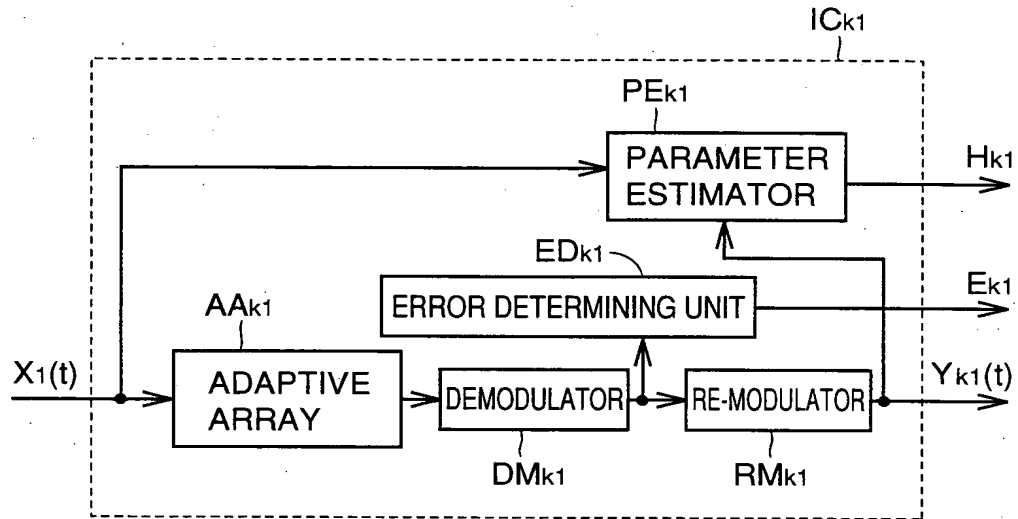 ICk1
PEk1
PARAMETER
ESTIMATOR
Hk1
EDk1
ERROR DETERMINING UNIT
Ek1
AAk1
X1(t)
ADAPTIVE
ARRAY
DEMODULATOR
RE-MODULATOR
Yk1(t)
DMk1
RMk1